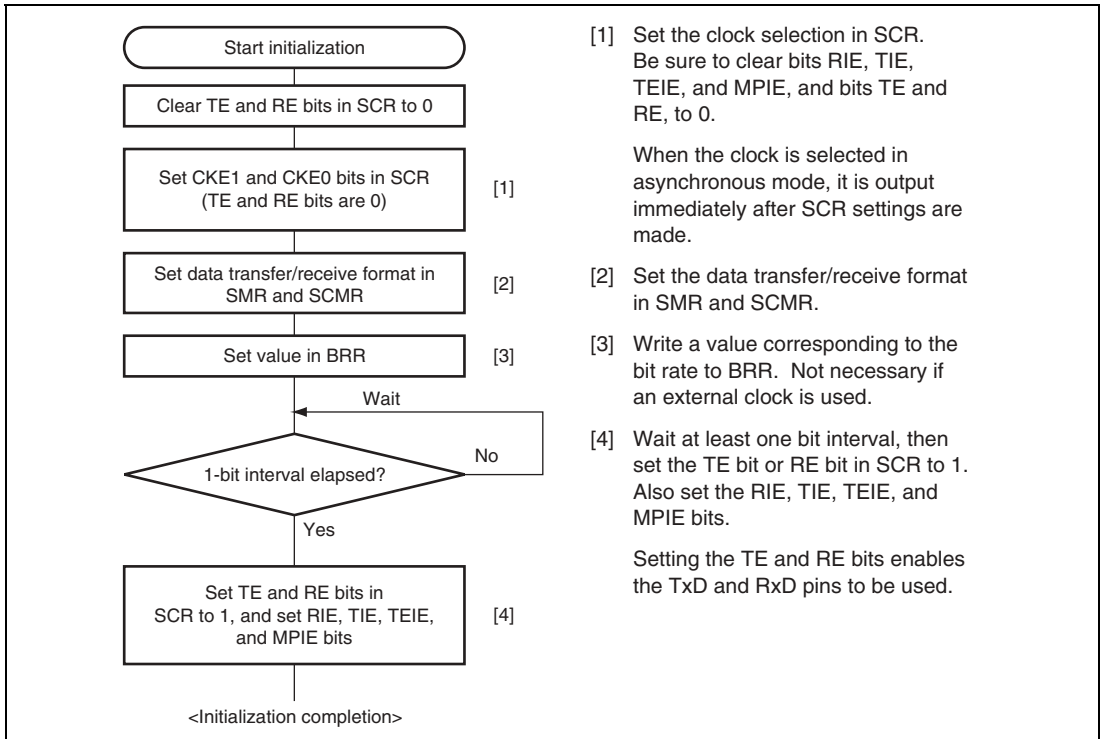 Start initialization
Clear TE and RE bits in SCR to 0
Set CKE1 and CKE0 bits in SCR
(TE and RE bits are 0)
[1]
Set data transfer/receive format in
SMR and SCMR
[2]
Set value in BRR
[3]
Wait
1-bit interval elapsed?
No
Yes
Set TE and RE bits in
SCR to 1, and set RIE, TIE, TEIE,
and MPIE bits
[4]
<Initialization completion>
[1] Set the clock selection in SCR.
Be sure to clear bits RIE, TIE,
TEIE, and MPIE, and bits TE and
RE, to 0.
When the clock is selected in
asynchronous mode, it is output
immediately after SCR settings are
made.
[2] Set the data transfer/receive format
in SMR and SCMR.
[3] Write a value corresponding to the
bit rate to BRR.  Not necessary if
an external clock is used.
[4] Wait at least one bit interval, then
set the TE bit or RE bit in SCR to 1.
Also set the RIE, TIE, TEIE, and
MPIE bits.
Setting the TE and RE bits enables
the TxD and RxD pins to be used.